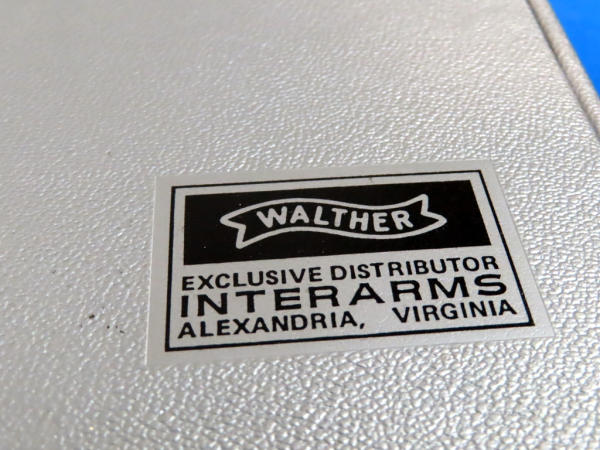 WALTHER
EXCLUSIVE DISTRIBUTOR
INTERARMS
ALEXANDRIA, VIRGINIA